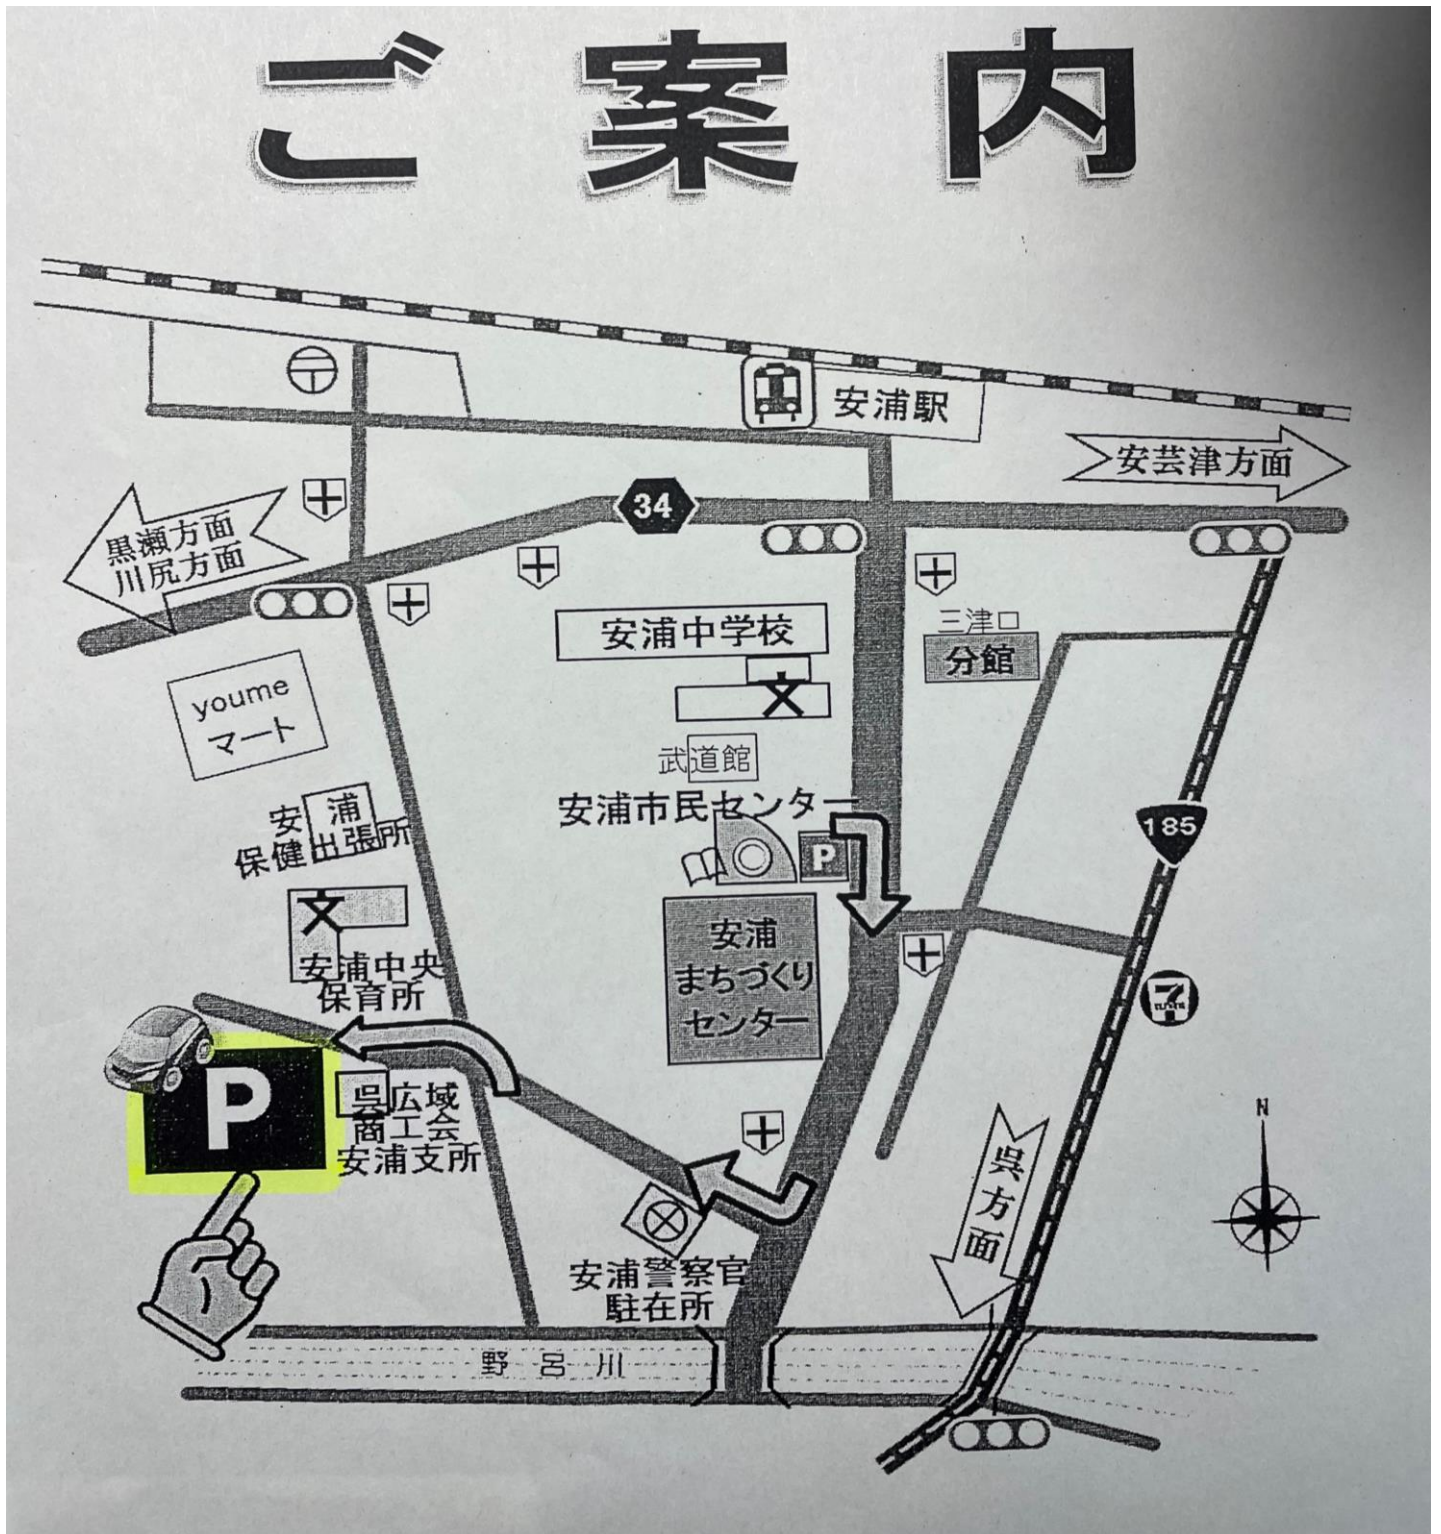 ご案内
安浦駅
安芸津方面
34
黒瀬方面
川尻方面
安浦中学校
三津口
分館
youme
マート
武道館
安浦市民センター
安浦
保健出張所
P
185
安浦
まちづくり
センター
安浦中央
保育所
7
P
呉広域
商工会
安浦支所
N
呉方面
安浦警察官
駐在所
野呂川